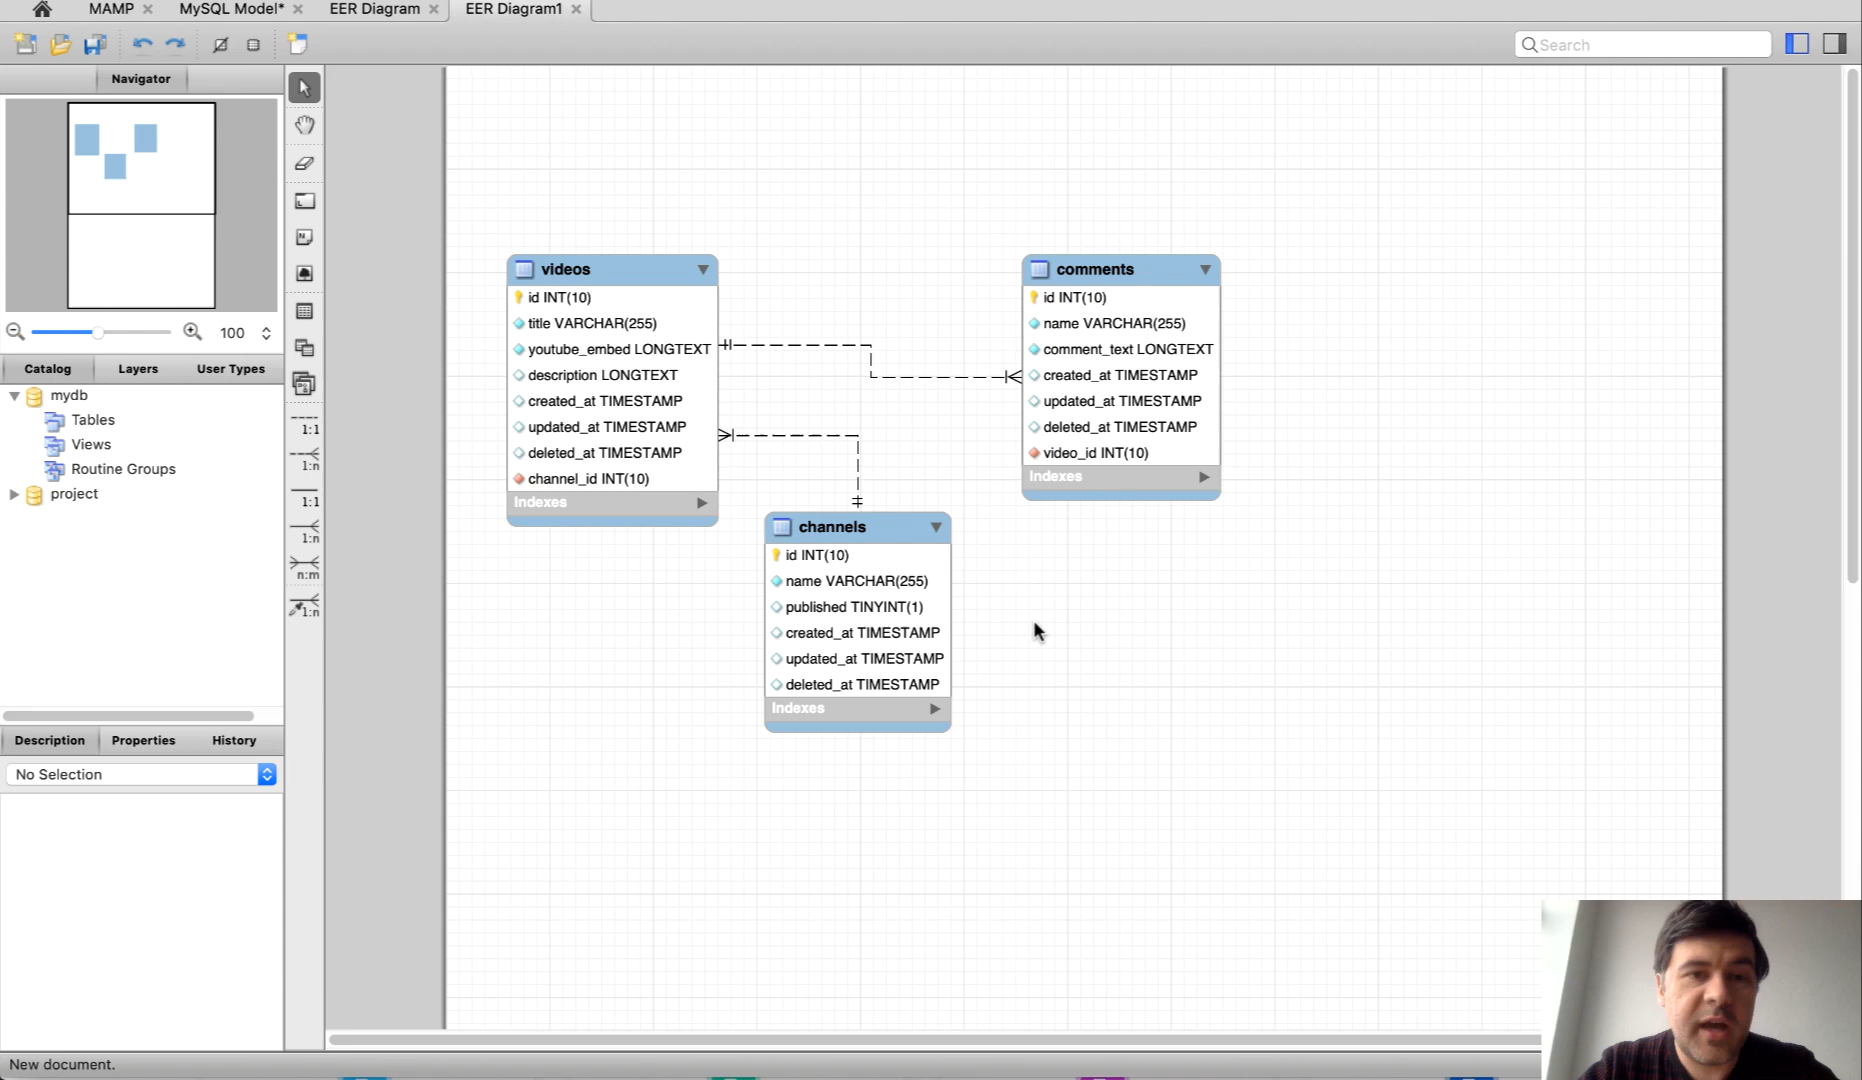 MAMP
MySQL Model*
EER Diagram
EER Diagram1
Search
Navigator
100
Catalog
Layers
User Types
mydb
Tables
Views
Routine Groups
project
Description
Properties
History
No Selection
New document.
1:1
1:n
1:1
1:n
n:m
1:n
videos
id INT(10)
title VARCHAR(255)
youtube_embed LONGTEXT
description LONGTEXT
created_at TIMESTAMP
updated_at TIMESTAMP
deleted_at TIMESTAMP
channel_id INT(10)
Indexes
comments
id INT(10)
name VARCHAR(255)
comment_text LONGTEXT
created_at TIMESTAMP
updated_at TIMESTAMP
deleted_at TIMESTAMP
video_id INT(10)
Indexes
channels
id INT(10)
name VARCHAR(255)
published TINYINT(1)
created_at TIMESTAMP
updated_at TIMESTAMP
deleted_at TIMESTAMP
Indexes